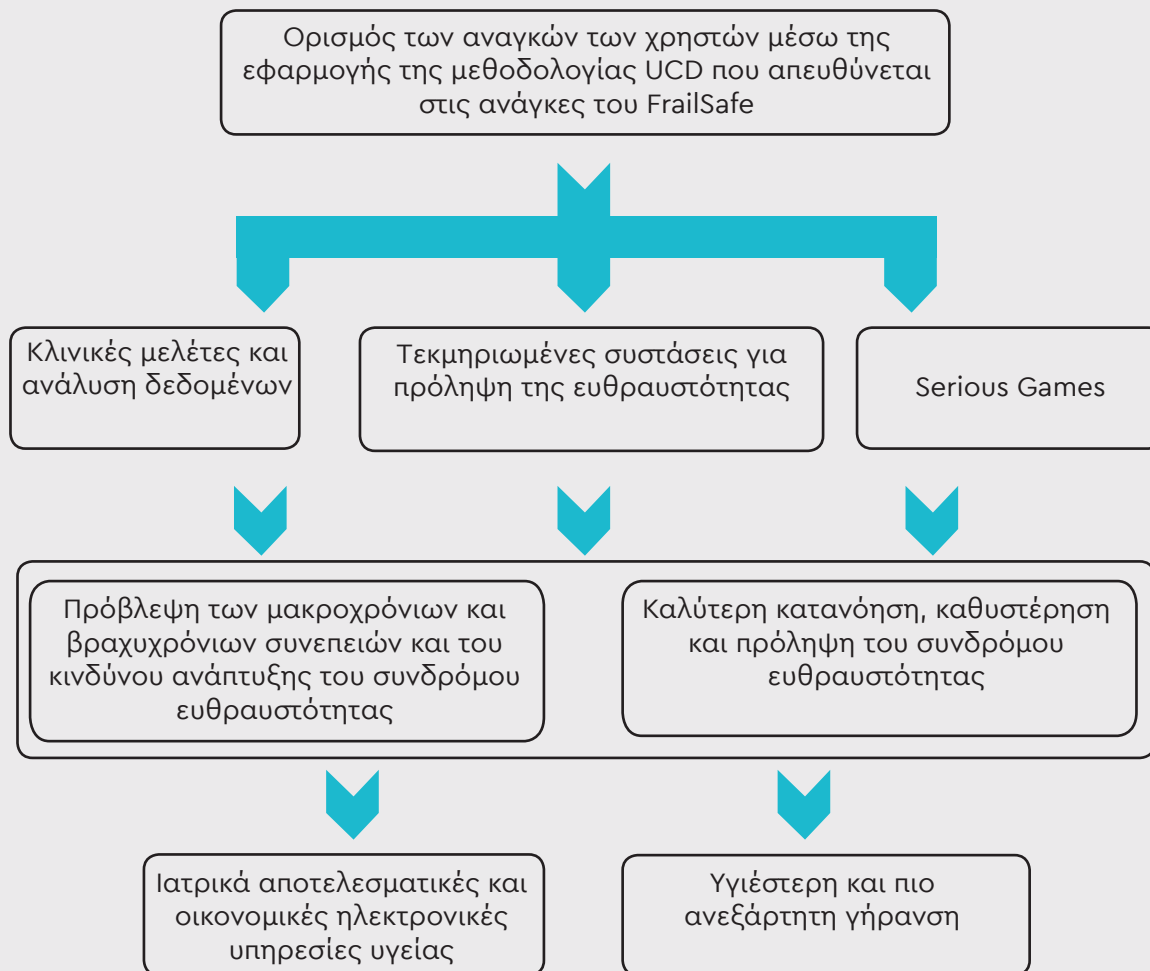 Ορισμός των αναγκών των χρηστών μέσω της
εφαρμογής της μεθοδολογίας UCD που απευθύνεται
στις ανάγκες του FrailSafe
Κλινικές μελέτες και
ανάλυση δεδομένων
Τεκμηριωμένες συστάσεις για
πρόληψη της ευθραυστότητας
Serious Games
Πρόβλεψη των μακροχρόνιων και
βραχυχρόνιων συνεπειών και του
κινδύνου ανάπτυξης του συνδρόμου
ευθραυστότητας
Καλύτερη κατανόηση, καθυστέρηση
και πρόληψη του συνδρόμου
ευθραυστότητας
Ιατρικά αποτελεσματικές και
οικονομικές ηλεκτρονικές
υπηρεσίες υγείας
Υγιέστερη και πιο
ανεξάρτητη γήρανση